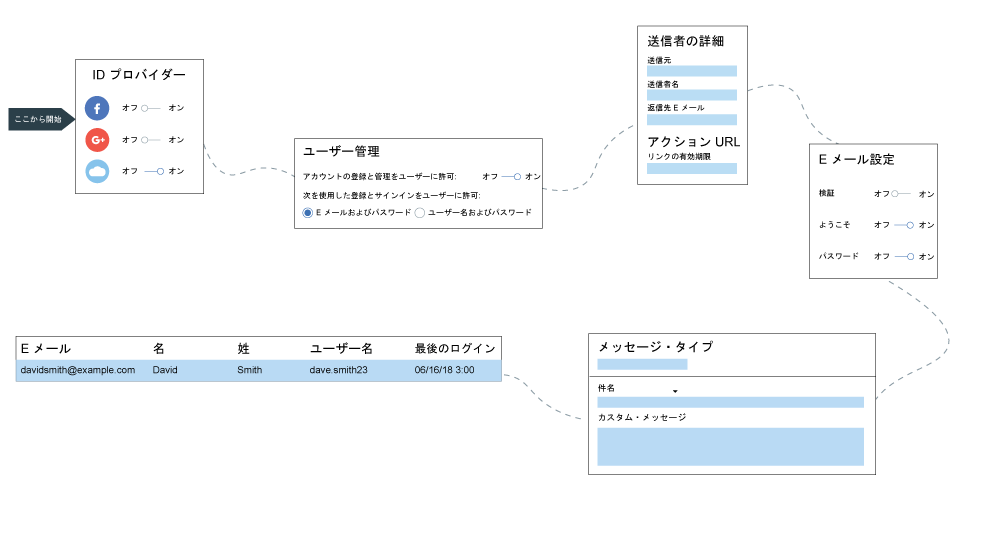 ここから開始
ID プロバイダー
オフ オン
オフ オン
オフ オン
ユーザー管理
アカウントの登録と管理をユーザーに許可: オフ オン
次を使用した登録とサインインをユーザーに許可:
E メールおよびパスワード ユーザー名およびパスワード
送信者の詳細
送信元
送信者名
返信先 E メール
アクション URL
リンクの有効期限
E メール設定
検証 オフ オン
ようこそ オフ オン
パスワード オフ オン
メッセージ・タイプ
件名
カスタム・メッセージ
E メール 名 姓 ユーザー名 最後のログイン
davidsmith@example.com David Smith dave.smith23 06/16/18 3:00